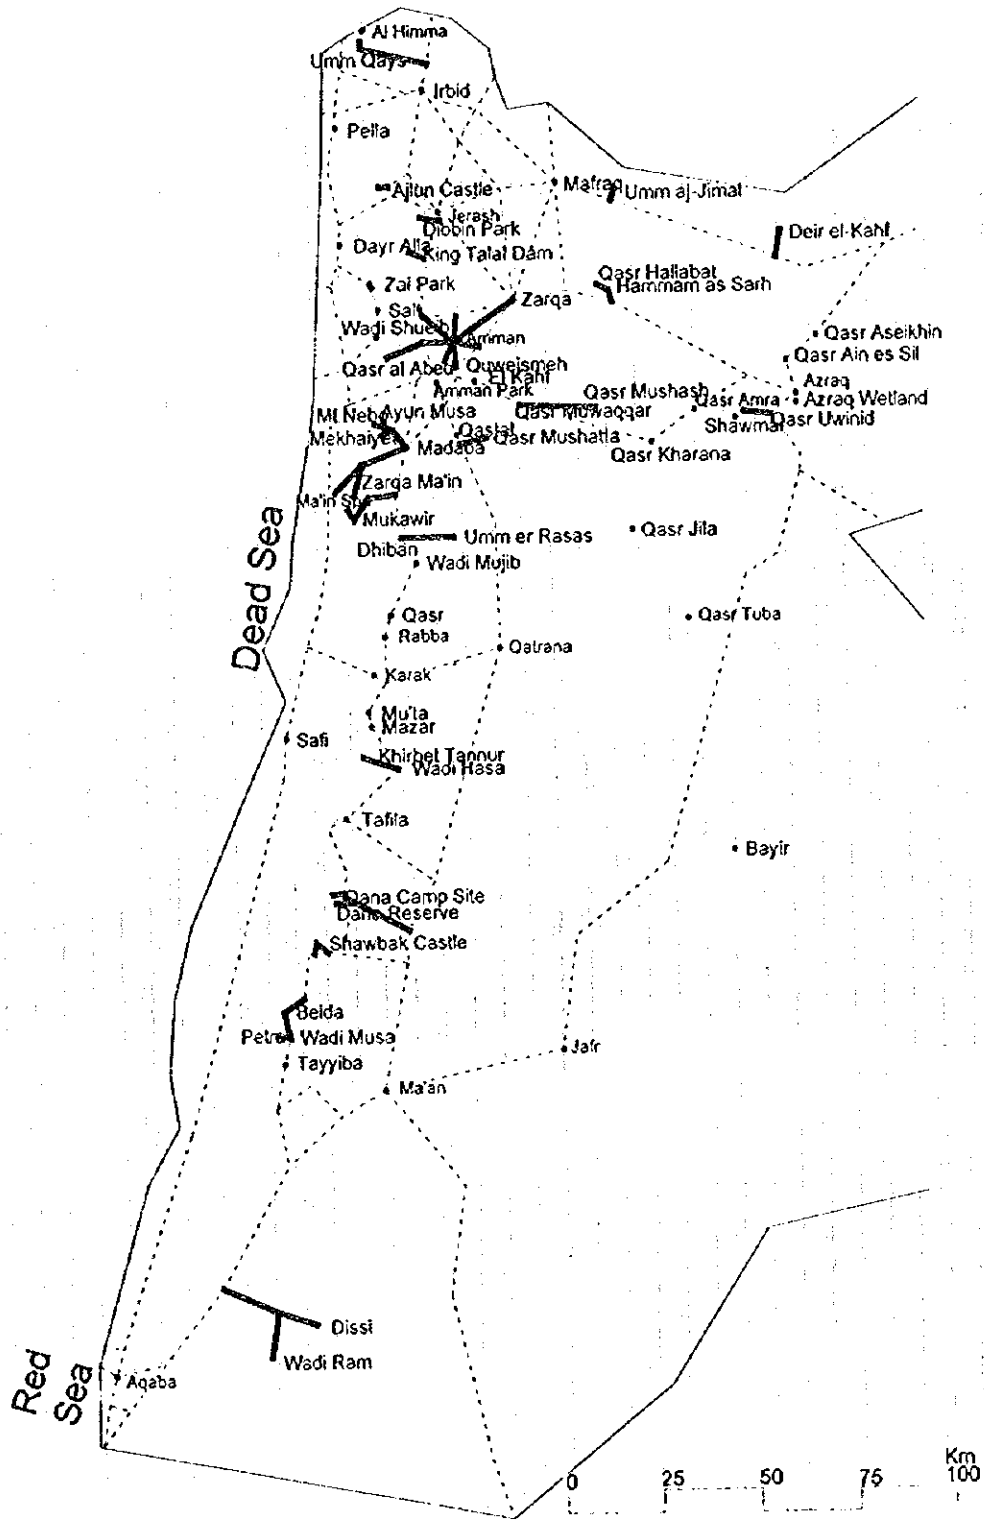 Al Himma
Umm Qays
Irbid
Pella
Ajlun Castle
Mafraq
Umm aj-Jimal
Jerash
Dibbin Park
Deir el-Kahf
Dayr Alla
King Talal Dam
Zai Park
Qasr Hallabat
Hammam as Sarh
Zarqa
Salt
Wadi Shueib
Amman
Qasr Aseikhin
Qasr Ain es Sil
Qasr al Abed
Quweismeh
El Kahf
Amman Park
Qasr Mushash
Azraq
Azraq Wetland
Qasr Amra
Mt Nebo
Ayun Musa
Qasr Muwaqqar
Shawmari
Qasr Uwinid
Mekhaiyet
Qastal
Madaba
Qasr Mushatta
Qasr Kharana
Zarqa Ma'in
Ma'in Spa
Mukawir
Dhiban
Umm er Rasas
Qasr Jila
Wadi Mujib
Dead Sea
Qasr
Qasr Tuba
Rabba
Qatrana
Karak
Mu'ta
Mazar
Safi
Khirbet Tannur
Wadi Hasa
Tafila
Bayir
Dana Camp Site
Dana Reserve
Shawbak Castle
Beida
Petra
Wadi Musa
Jafr
Tayyiba
Ma'an
Dissi
Wadi Ram
Red
Sea
Aqaba
Km
0 25 50 75 100